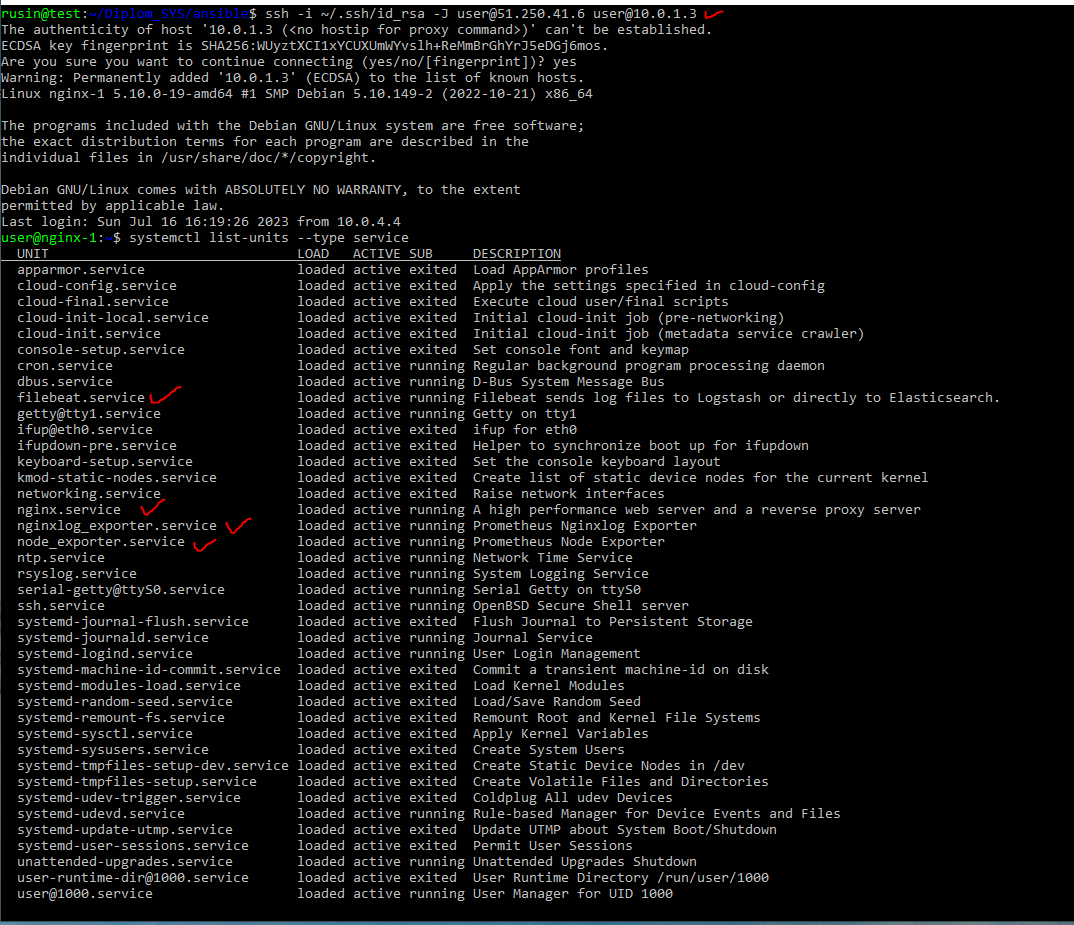 rusin@test:~/Diplom_SYS/ansible$ ssh -i ~/.ssh/id_rsa -J user@51.250.41.6 user@10.0.1.3
The authenticity of host '10.0.1.3 (<no hostip for proxy command>)' can't be established.
ECDSA key fingerprint is SHA256:WUyztXCI1xYCUXUmWYvslh+ReMmBrGhYrJ5eDGj6mos.
Are you sure you want to continue connecting (yes/no/[fingerprint])? yes
Warning: Permanently added '10.0.1.3' (ECDSA) to the list of known hosts.
Linux nginx-1 5.10.0-19-amd64 #1 SMP Debian 5.10.149-2 (2022-10-21) x86_64
The programs included with the Debian GNU/Linux system are free software;
the exact distribution terms for each program are described in the
individual files in /usr/share/doc/*/copyright.
Debian GNU/Linux comes with ABSOLUTELY NO WARRANTY, to the extent
permitted by applicable law.
Last login: Sun Jul 16 16:19:26 2023 from 10.0.4.4
user@nginx-1:~$ systemctl list-units --type service
UNIT LOAD ACTIVE SUB DESCRIPTION
apparmor.service loaded active exited Load AppArmor profiles
cloud-config.service loaded active exited Apply the settings specified in cloud-config
cloud-final.service loaded active exited Execute cloud user/final scripts
cloud-init-local.service loaded active exited Initial cloud-init job (pre-networking)
cloud-init.service loaded active exited Initial cloud-init job (metadata service crawler)
console-setup.service loaded active exited Set console font and keymap
cron.service loaded active running Regular background program processing daemon
dbus.service loaded active running D-Bus System Message Bus
filebeat.service loaded active running Filebeat sends log files to Logstash or directly to Elasticsearch.
getty@tty1.service loaded active running Getty on tty1
ifup@eth0.service loaded active exited ifup for eth0
ifupdown-pre.service loaded active exited Helper to synchronize boot up for ifupdown
keyboard-setup.service loaded active exited Set the console keyboard layout
kmod-static-nodes.service loaded active exited Create list of static device nodes for the current kernel
networking.service loaded active exited Raise network interfaces
nginx.service loaded active running A high performance web server and a reverse proxy server
nginxlog_exporter.service loaded active running Prometheus Nginxlog Exporter
node_exporter.service loaded active running Prometheus Node Exporter
ntp.service loaded active running Network Time Service
rsyslog.service loaded active running System Logging Service
serial-getty@ttyS0.service loaded active running Serial Getty on ttyS0
ssh.service loaded active running OpenBSD Secure Shell server
systemd-journal-flush.service loaded active exited Flush Journal to Persistent Storage
systemd-journald.service loaded active running Journal Service
systemd-logind.service loaded active running User Login Management
systemd-machine-id-commit.service loaded active exited Commit a transient machine-id on disk
systemd-modules-load.service loaded active exited Load Kernel Modules
systemd-random-seed.service loaded active exited Load/Save Random Seed
systemd-remount-fs.service loaded active exited Remount Root and Kernel File Systems
systemd-sysctl.service loaded active exited Apply Kernel Variables
systemd-sysusers.service loaded active exited Create System Users
systemd-tmpfiles-setup-dev.service loaded active exited Create Static Device Nodes in /dev
systemd-tmpfiles-setup.service loaded active exited Create Volatile Files and Directories
systemd-udev-trigger.service loaded active exited Coldplug All udev Devices
systemd-udevd.service loaded active running Rule-based Manager for Device Events and Files
systemd-update-utmp.service loaded active exited Update UTMP about System Boot/Shutdown
systemd-user-sessions.service loaded active exited Permit User Sessions
unattended-upgrades.service loaded active running Unattended Upgrades Shutdown
user-runtime-dir@1000.service loaded active exited User Runtime Directory /run/user/1000
user@1000.service loaded active running User Manager for UID 1000